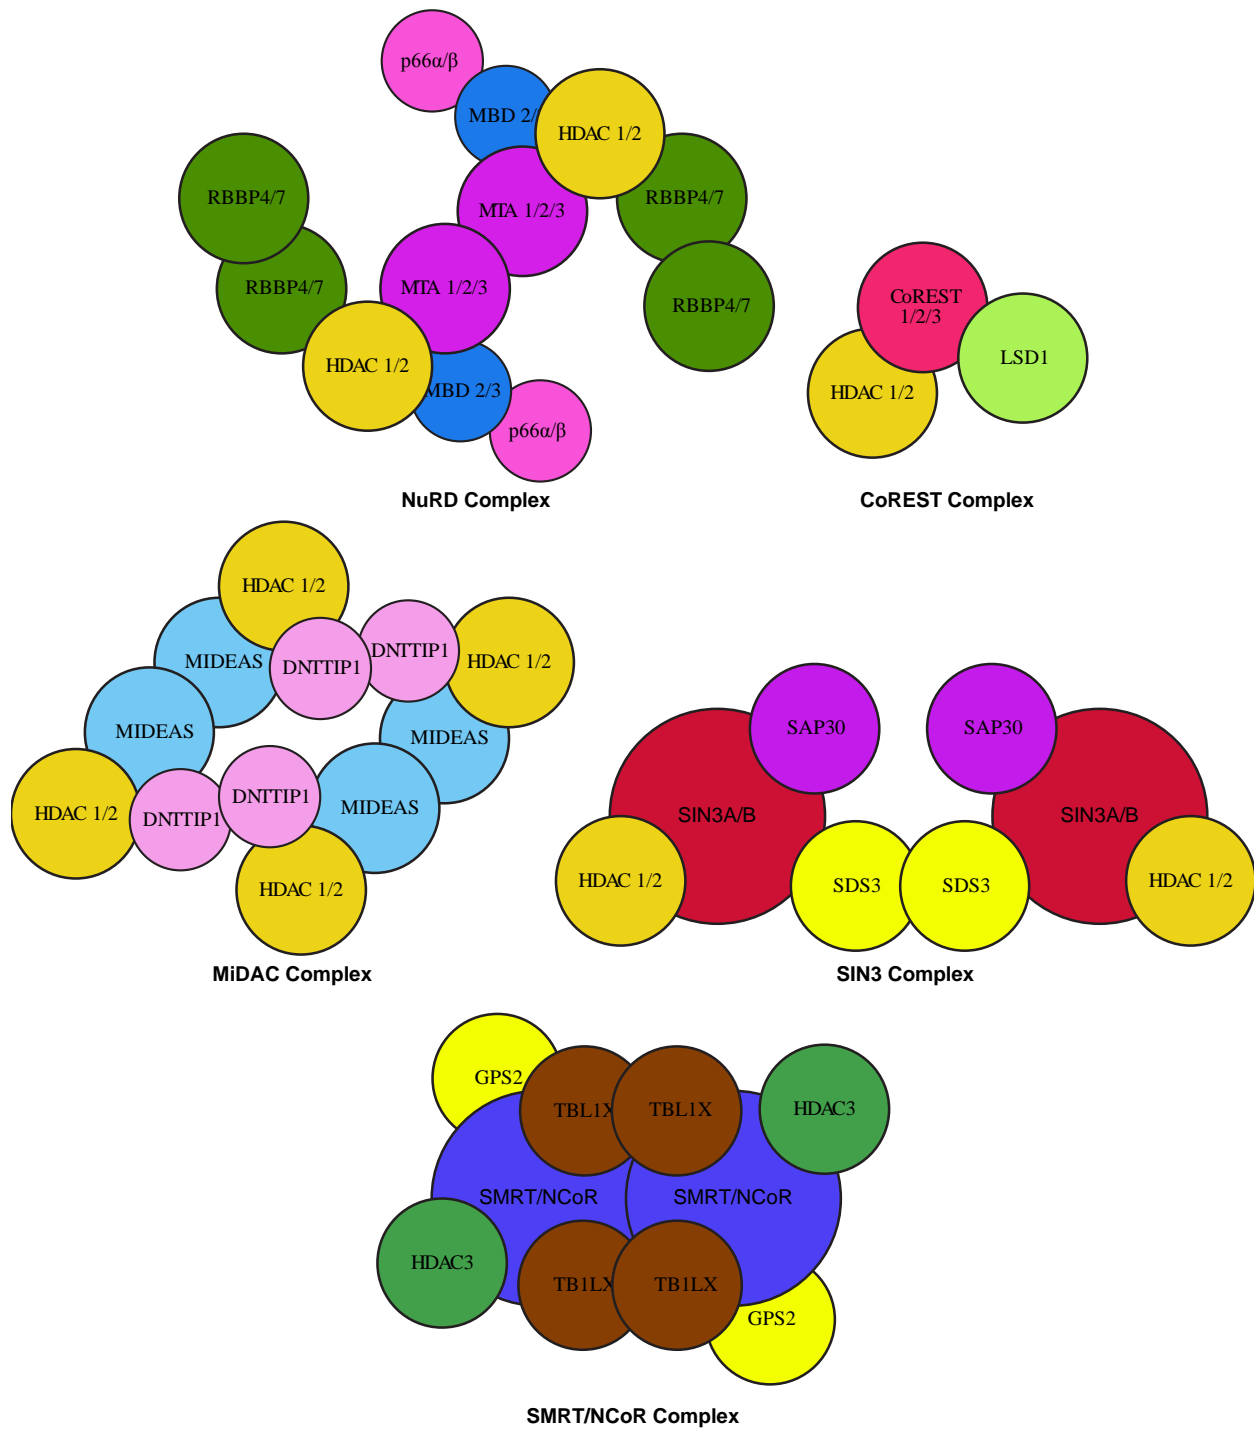 p66α/β
MBD 2/
HDAC 1/2
RBBP4/7
RBBP4/7
MTA 1/2/3
RBBP4/7
MTA 1/2/3
RBBP4/7
HDAC 1/2
MBD 2/3
p66α/β
NuRD Complex
CoREST
1/2/3
LSD1
HDAC 1/2
CoREST Complex
HDAC 1/2
MIDEAS
DNTTIP1
DNTTIP1
HDAC 1/2
MIDEAS
MIDEAS
HDAC 1/2
DNTTIP1
DNTTIP1
MIDEAS
HDAC 1/2
MiDAC Complex
SAP30
SAP30
SIN3A/B
SIN3A/B
HDAC 1/2
SDS3
SDS3
HDAC 1/2
SIN3 Complex
GPS2
TBL1X
TBL1X
HDAC3
SMRT/NCoR
SMRT/NCoR
HDAC3
TB1LX
TB1LX
GPS2
SMRT/NCoR Complex